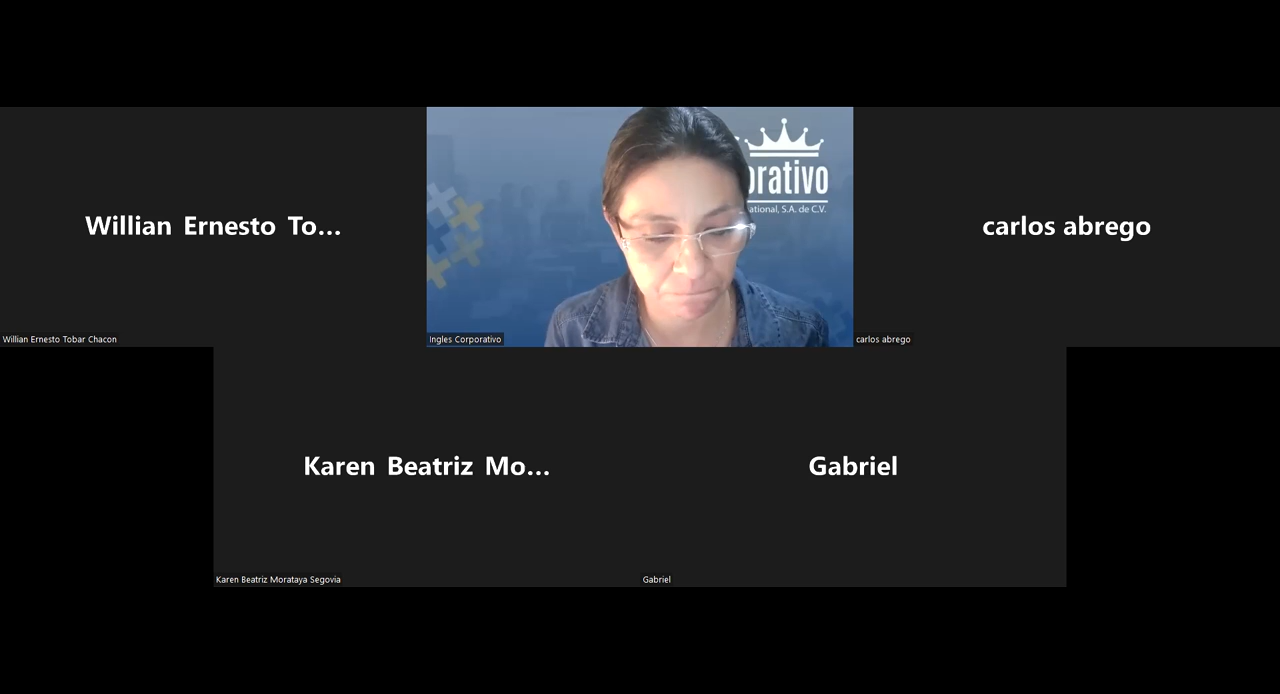 Willian Ernesto To...
orativo
ational, S.A. de C.V.
carlos abrego
Willian Ernesto Tobar Chacon
Ingles Corporativo
carlos abrego
Karen Beatriz Mo...
Gabriel
Karen Beatriz Morataya Segovia
Gabriel